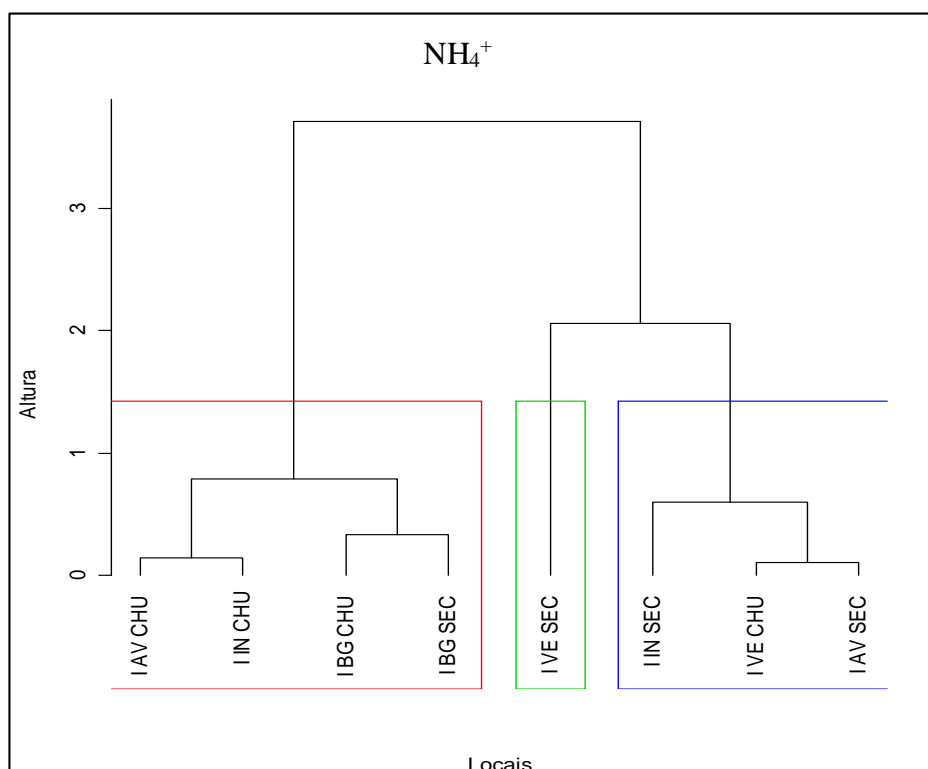 NH₄⁺
3
2
1
0
Altura
I AV CHU
I IN CHU
I BG CHU
I BG SEC
I VE SEC
I IN SEC
I VE CHU
I AV SEC
Locais